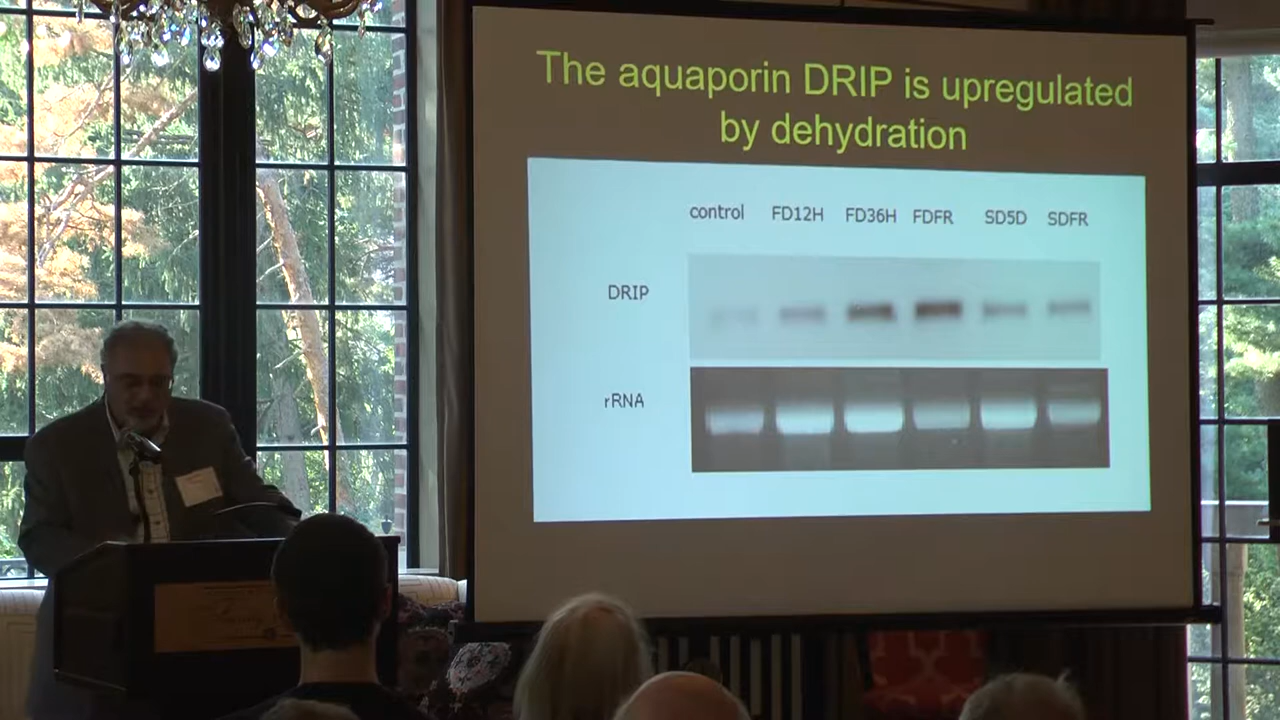 The aquaporin DRIP is upregulated
by dehydration
control FD12H FD36H FDFR SD5D SDFR
DRIP
rRNA